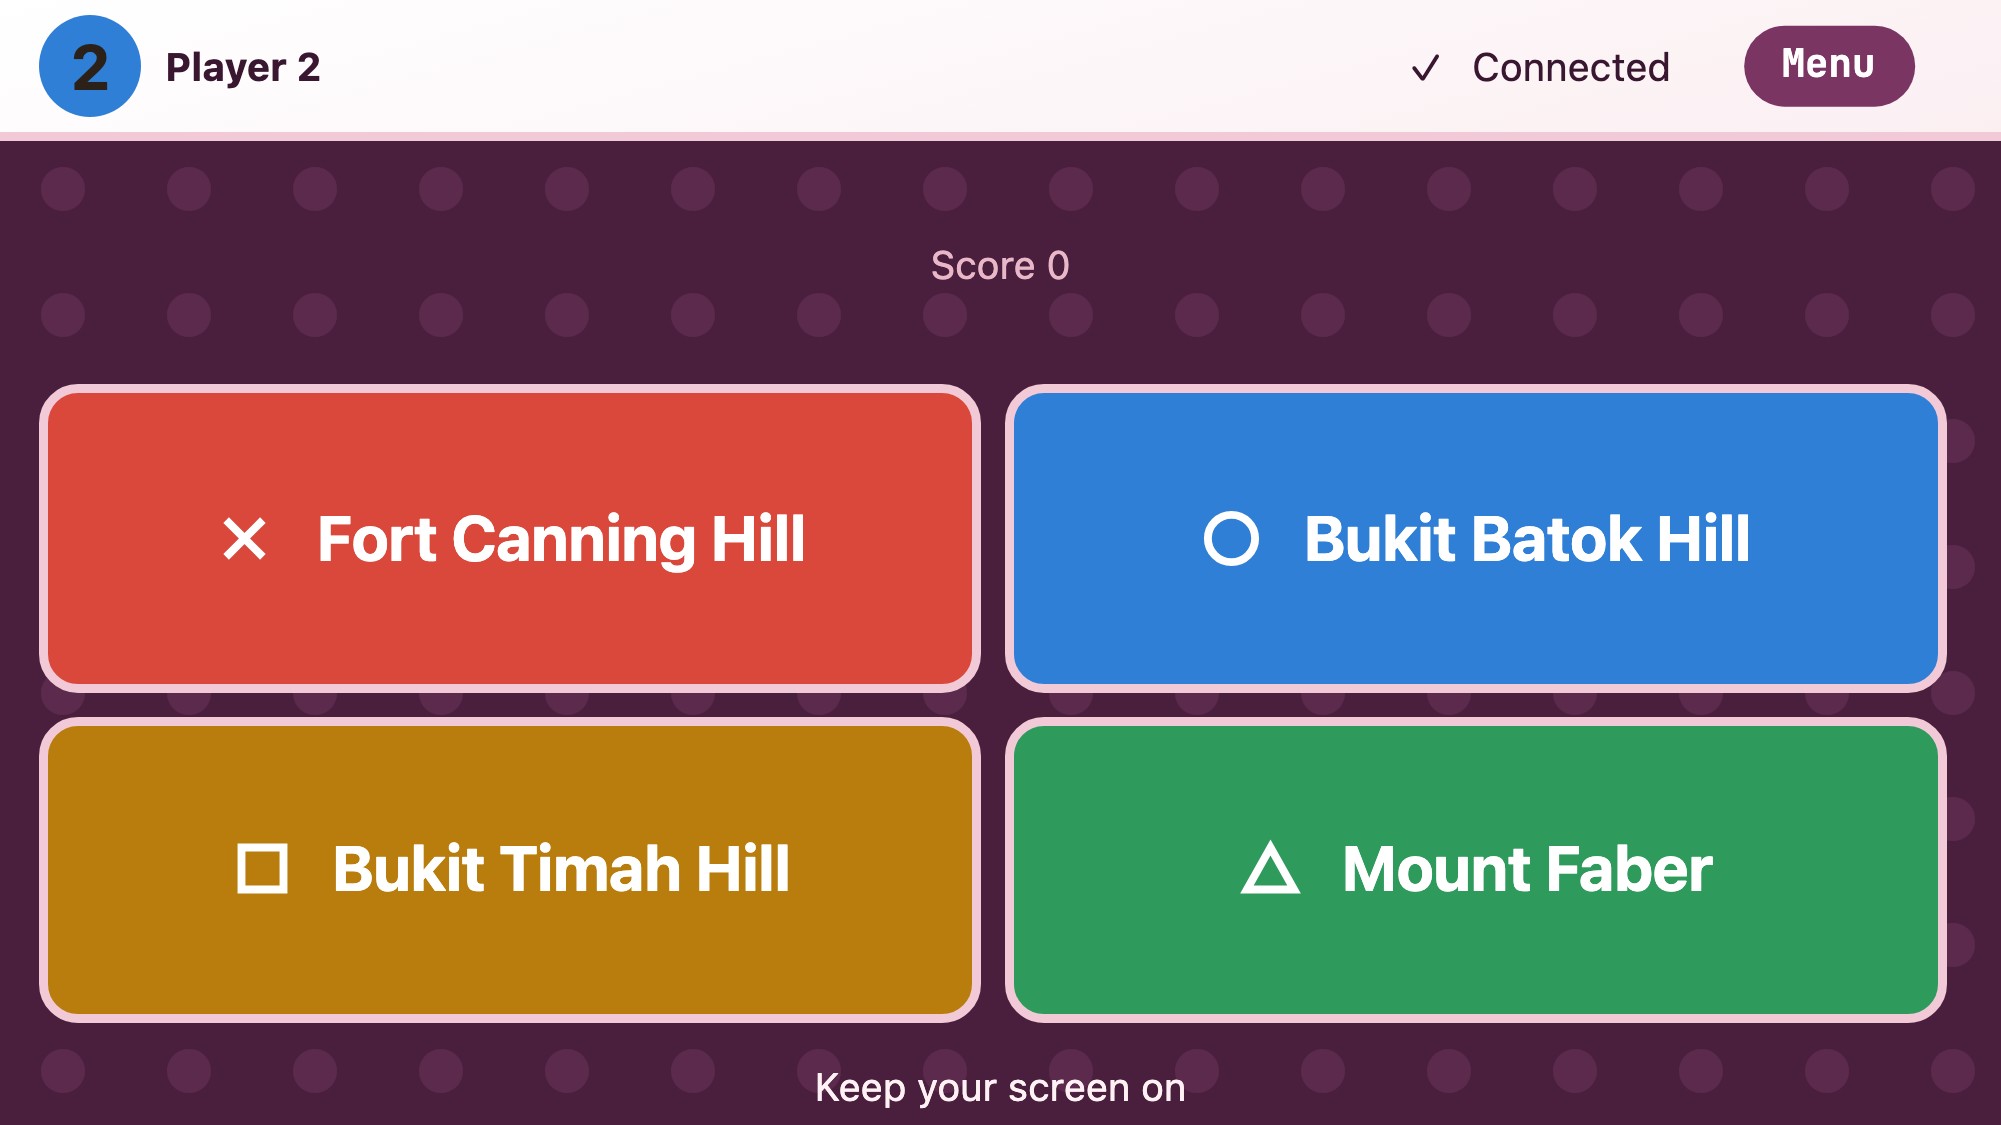 2 Player 2
Connected
Menu
Score 0
Fort Canning Hill
Bukit Batok Hill
Bukit Timah Hill
Mount Faber
Keep your screen on